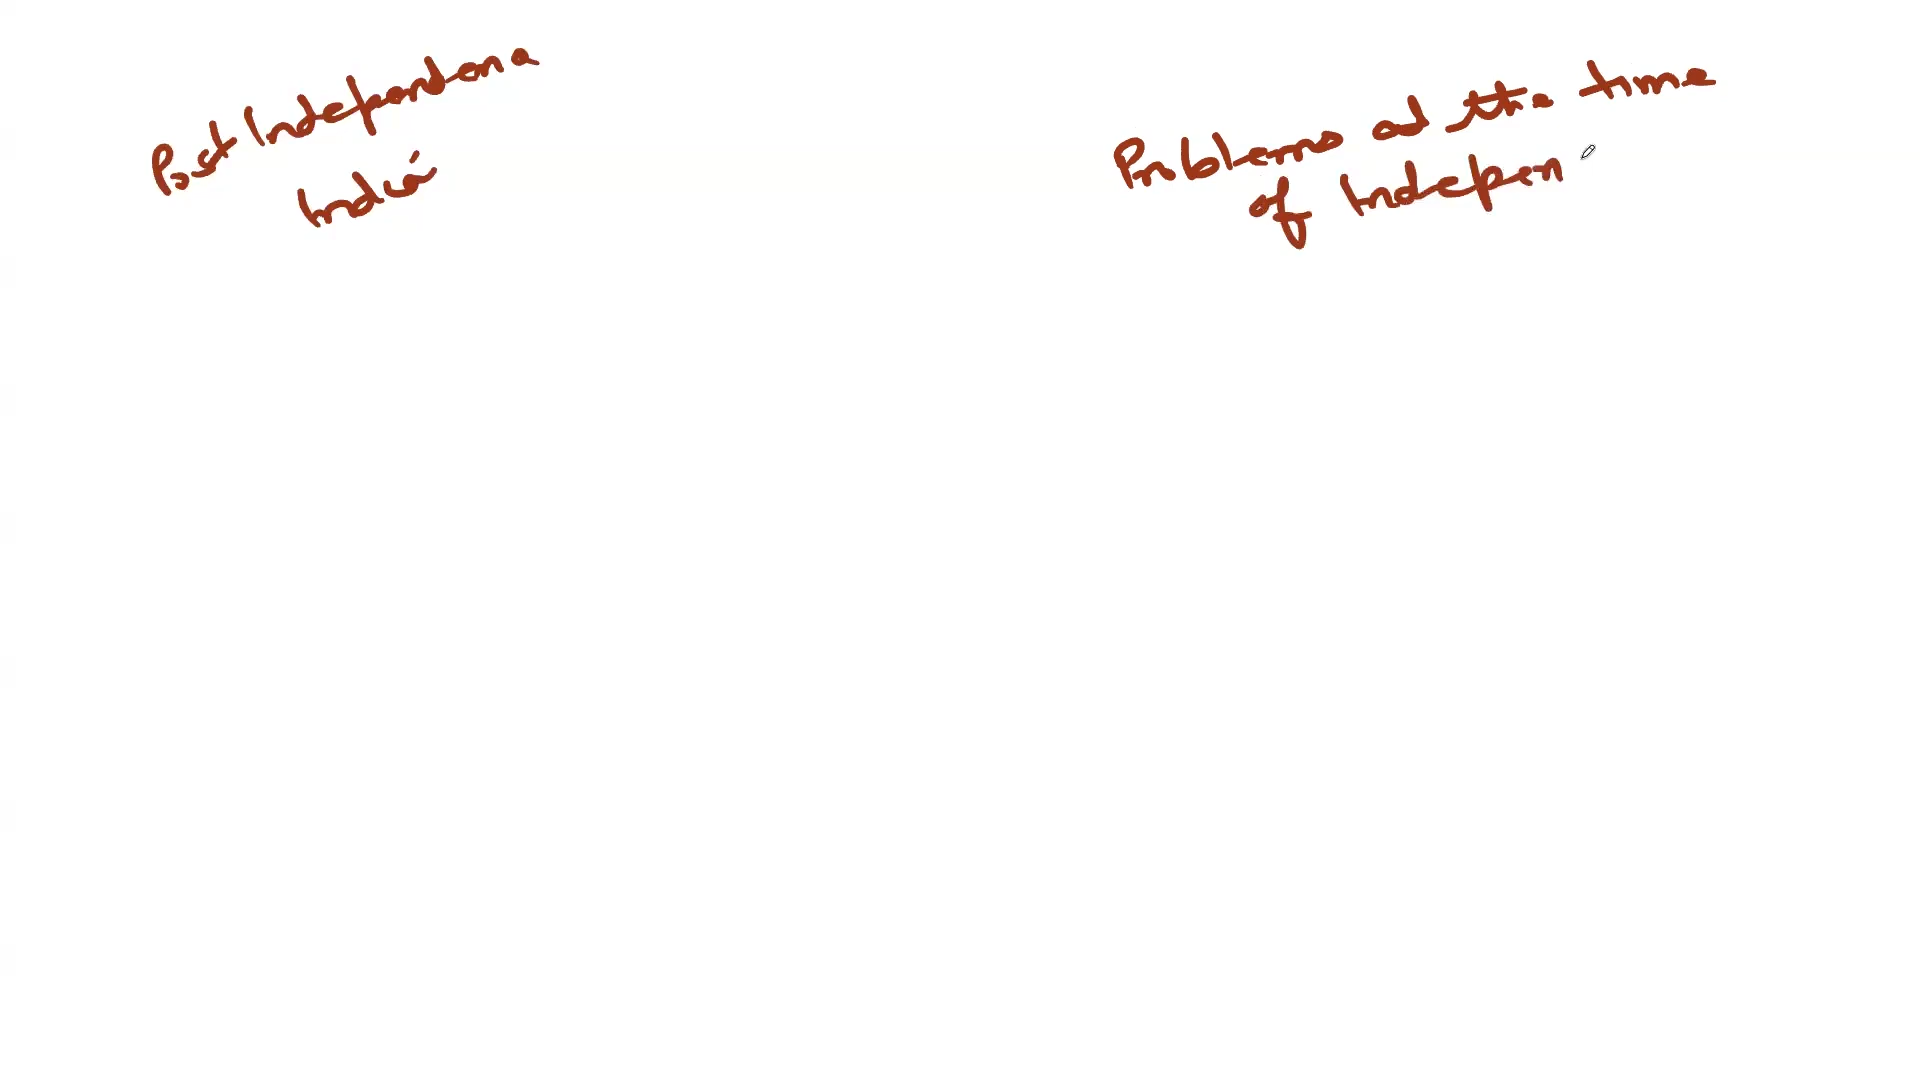 Post Independence
India
Problems at the time
of Indepen